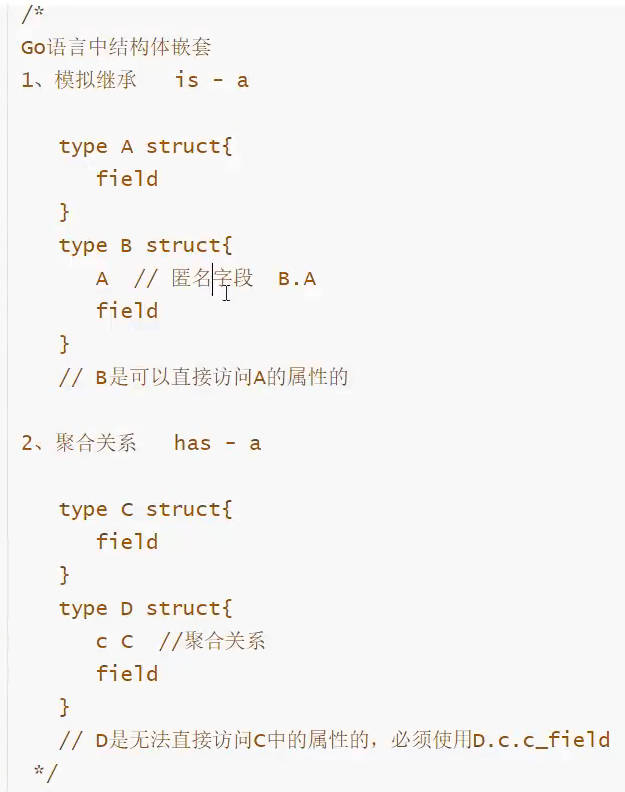 /*
Go语言中结构体嵌套
1、模拟继承 is - a
type A struct{
field
}
type B struct{
A // 匿名字段 B.A
field
}
// B是可以直接访问A的属性的
2、聚合关系 has - a
type C struct{
field
}
type D struct{
c C //聚合关系
field
}
// D是无法直接访问C中的属性的，必须使用D.c.c_field
*/